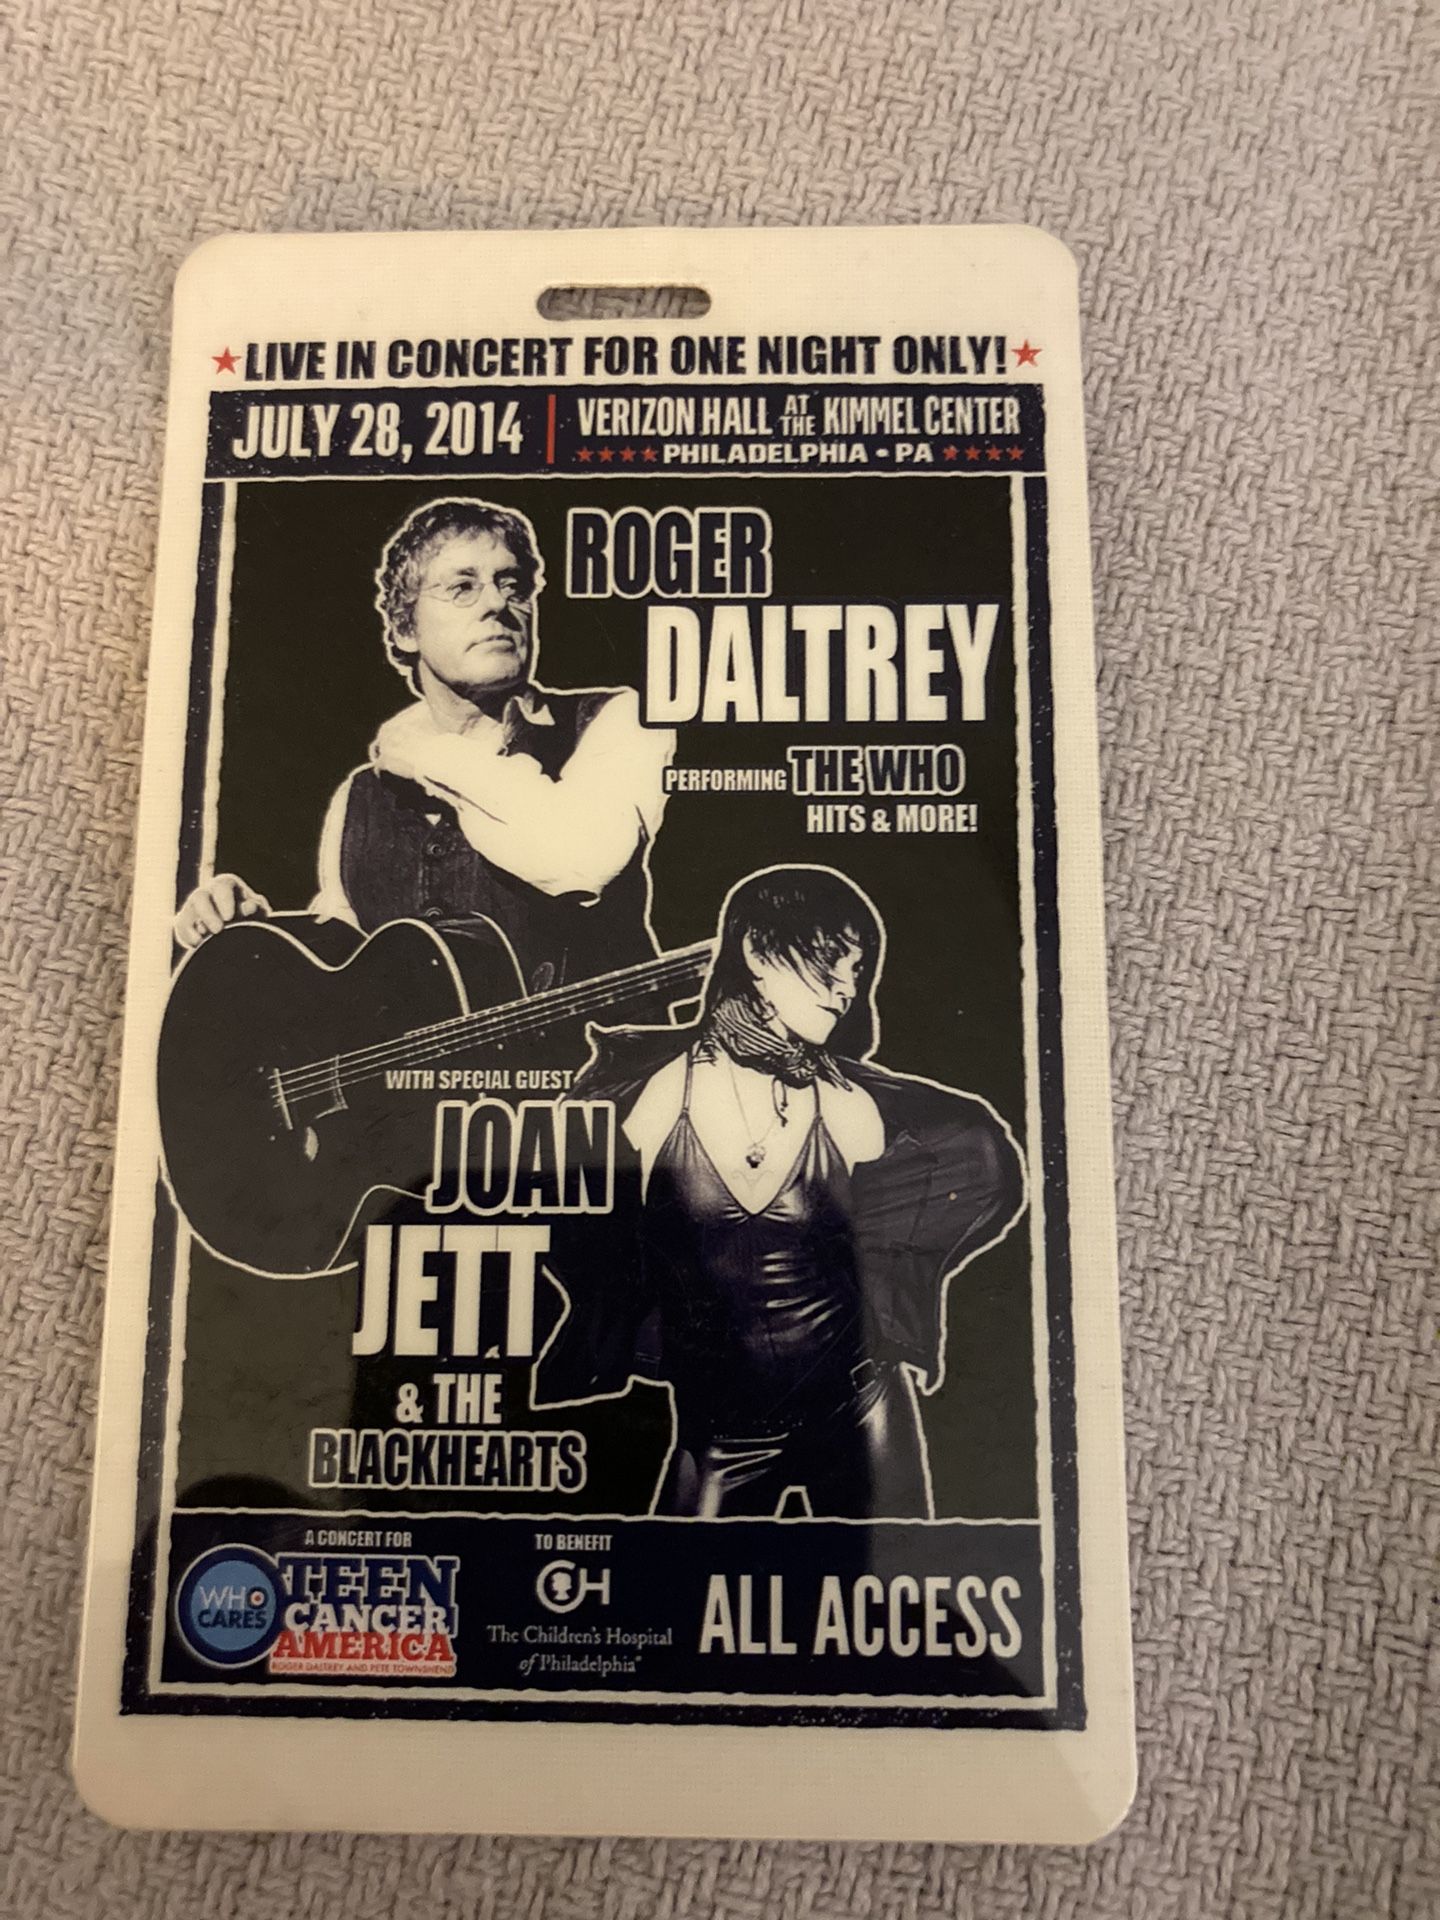 ★LIVE IN CONCERT FOR ONE NIGHT ONLY!★
JULY 28, 2014 | VERIZON HALL AT THE KIMMEL CENTER
★★★★ PHILADELPHIA • PA ★★★★
ROGER
DALTREY
PERFORMING THE WHO
HITS & MORE!
WITH SPECIAL GUEST
JOAN
JETT
& THE
BLACKHEARTS
A CONCERT FOR
WHO
CARES
TEEN
CANCER
AMERICA
ROGER DALTREY AND PETE TOWNSHEND
TO BENEFIT
CH
The Children's Hospital
of Philadelphia®
ALL ACCESS